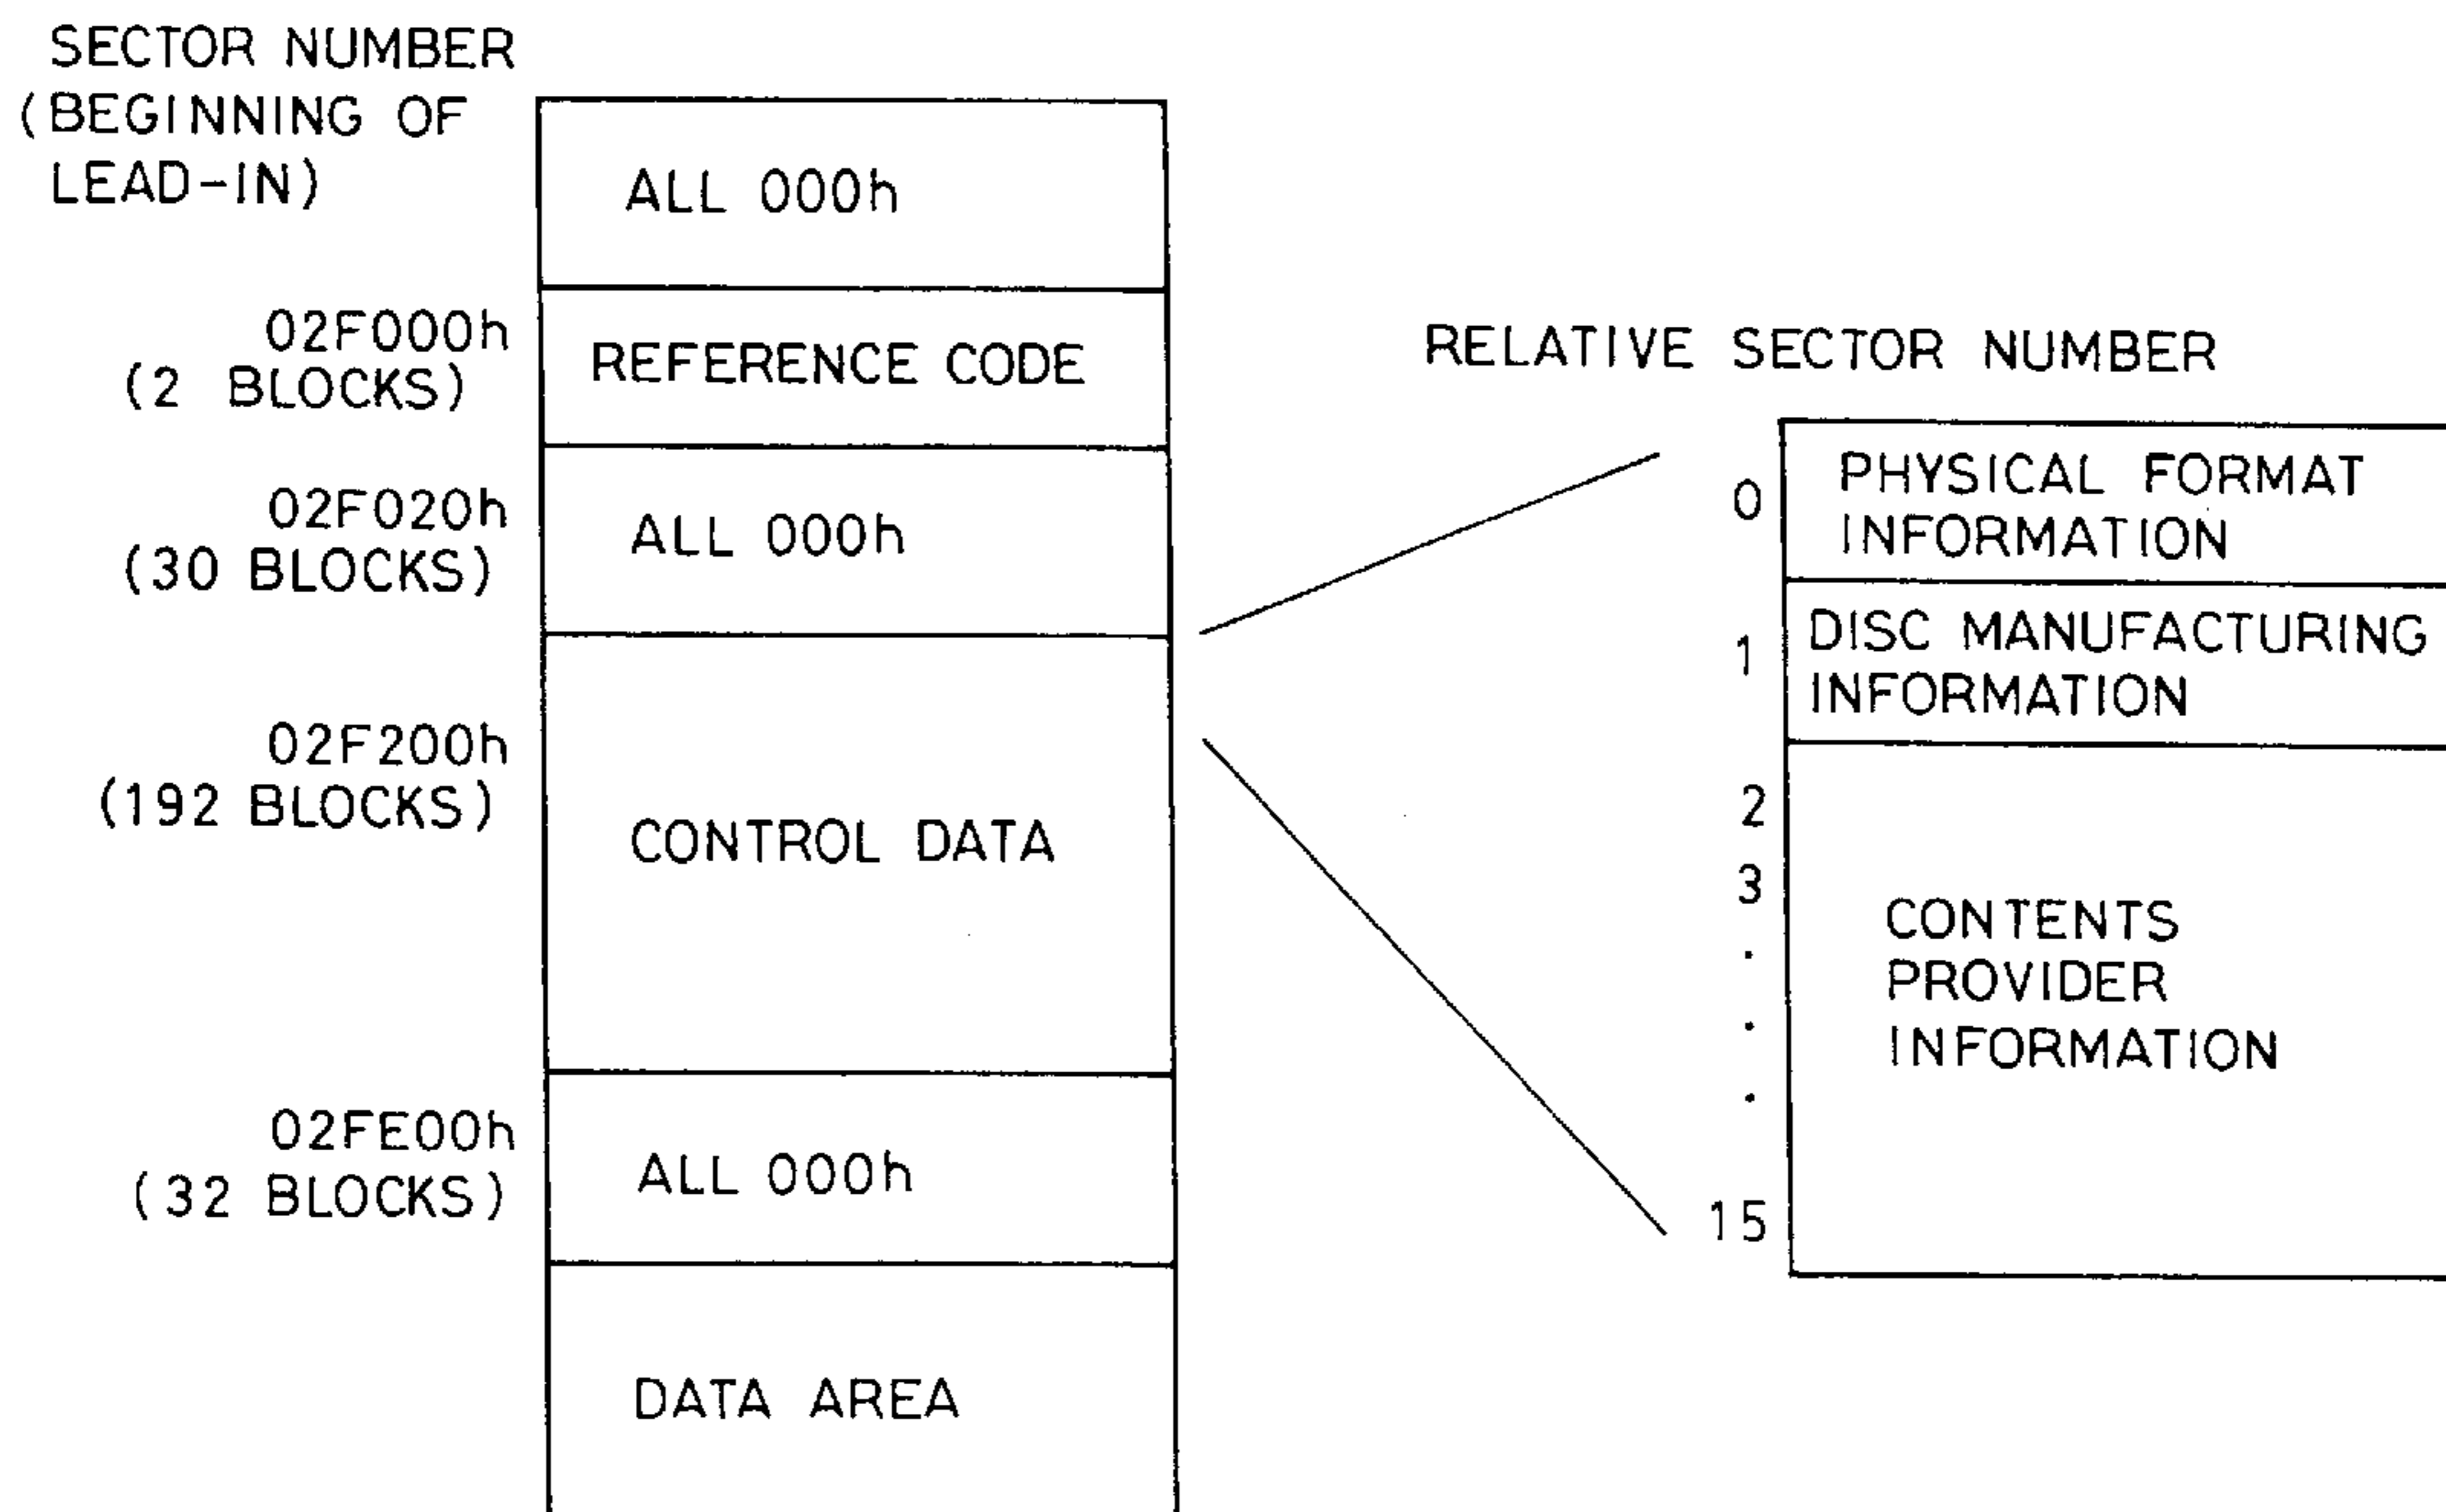 SECTOR NUMBER
(BEGINNING OF
LEAD-IN)
ALL 000h
02F000h
(2 BLOCKS)
REFERENCE CODE
02F020h
(30 BLOCKS)
ALL 000h
02F200h
(192 BLOCKS)
CONTROL DATA
02FE00h
(32 BLOCKS)
ALL 000h
DATA AREA
RELATIVE SECTOR NUMBER
0
PHYSICAL FORMAT
INFORMATION
1
DISC MANUFACTURING
INFORMATION
2
3
.
.
.
15
CONTENTS
PROVIDER
INFORMATION